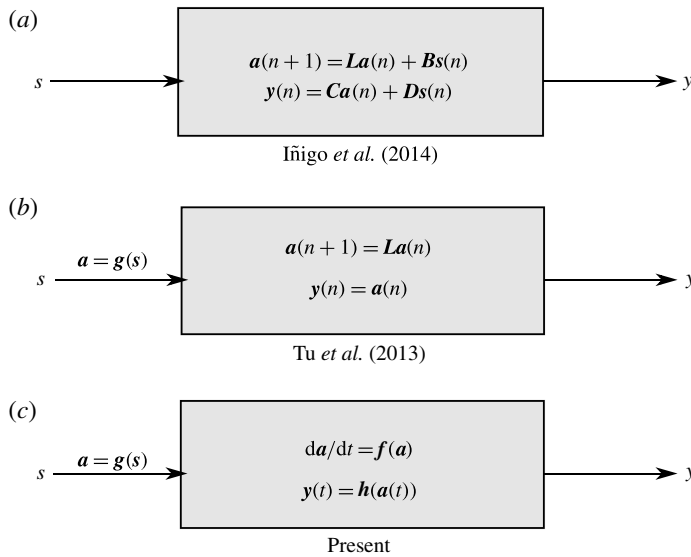 (a)
a(n + 1) = La(n) + Bs(n)
s
y(n) = Ca(n) + Ds(n)
y
Iñigo et al. (2014)
(b)
a(n + 1) = La(n)
a = g(s)
s
y(n) = a(n)
y
Tu et al. (2013)
(c)
da/dt = f(a)
a = g(s)
s
y(t) = h(a(t))
y
Present